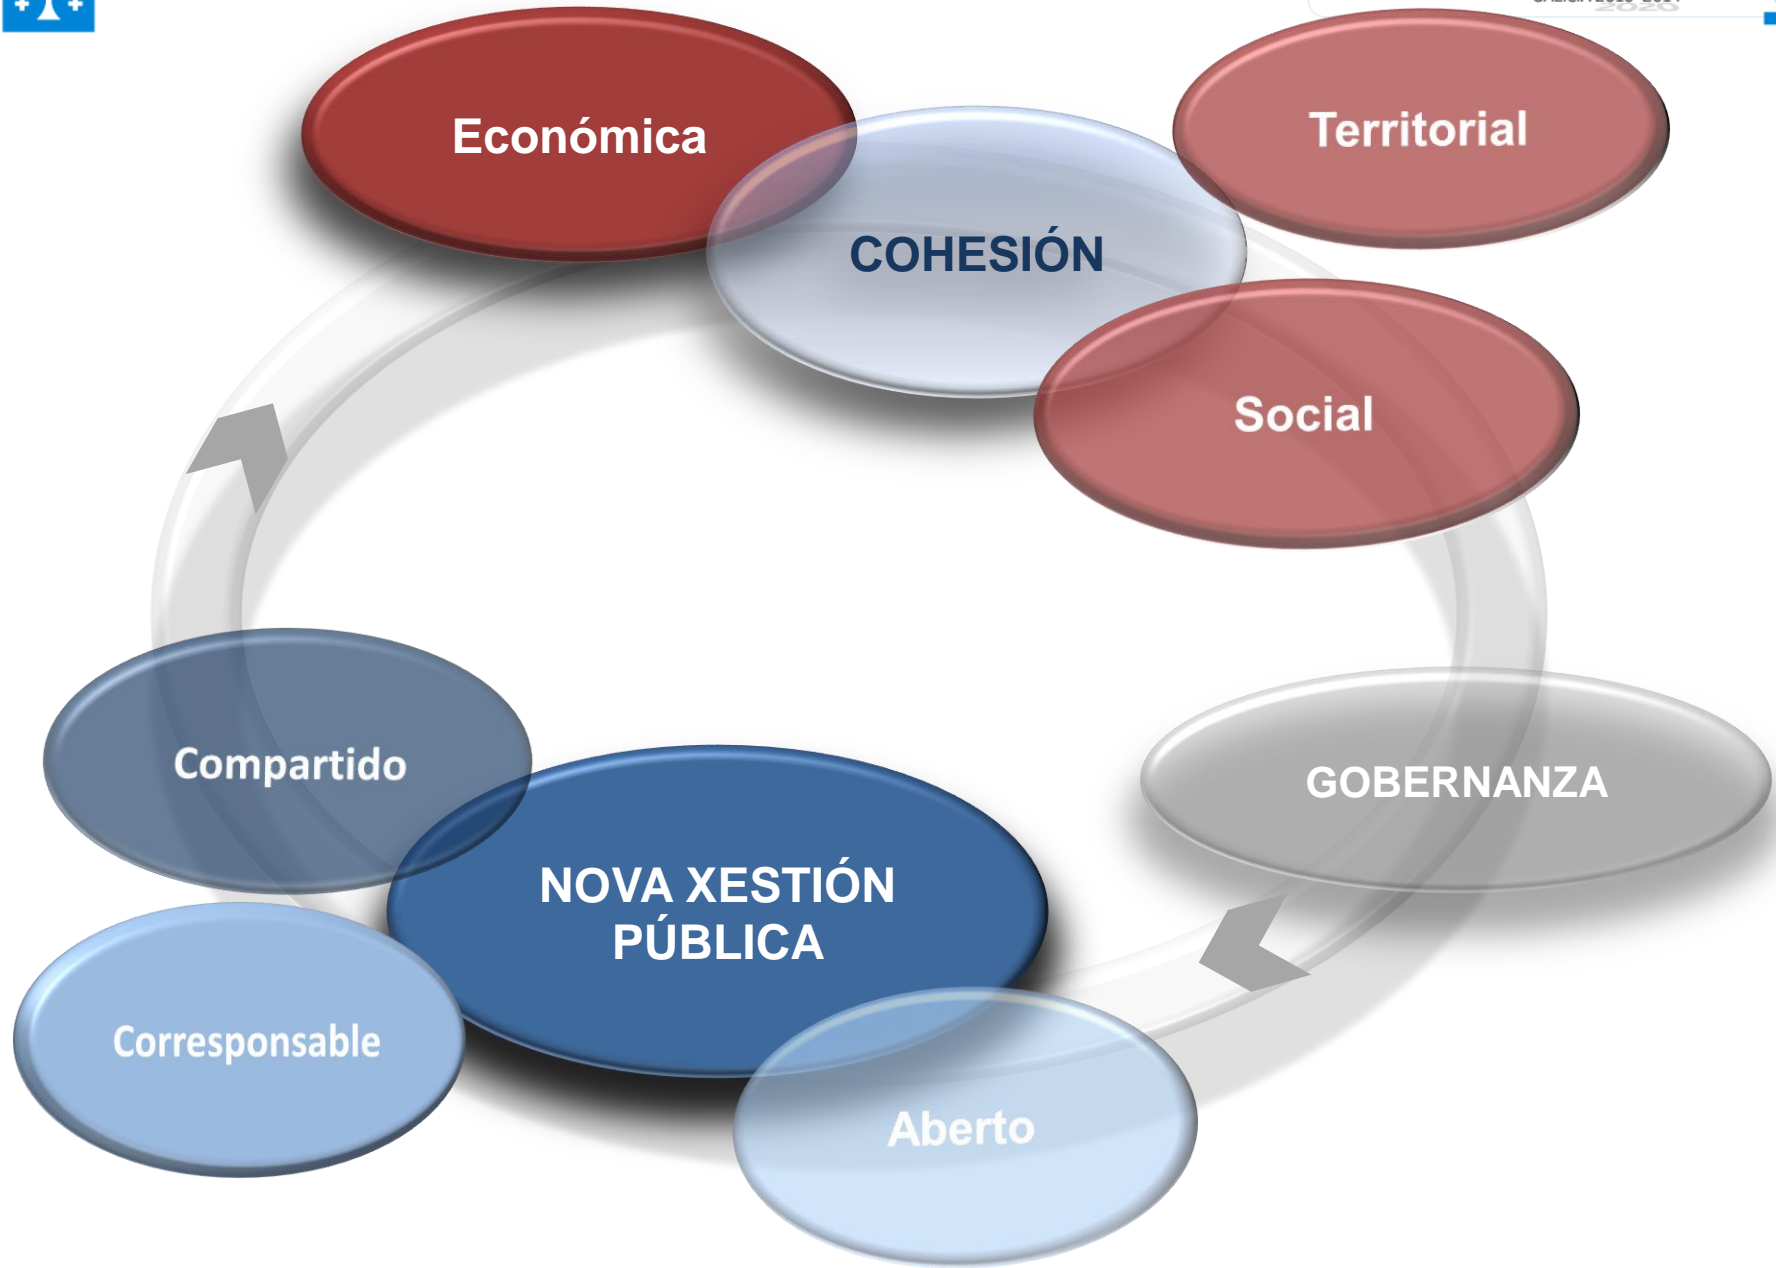 Económica
Territorial
COHESIÓN
Social
Compartido
GOBERNANZA
NOVA XESTIÓN
PÚBLICA
Corresponsable
Aberto